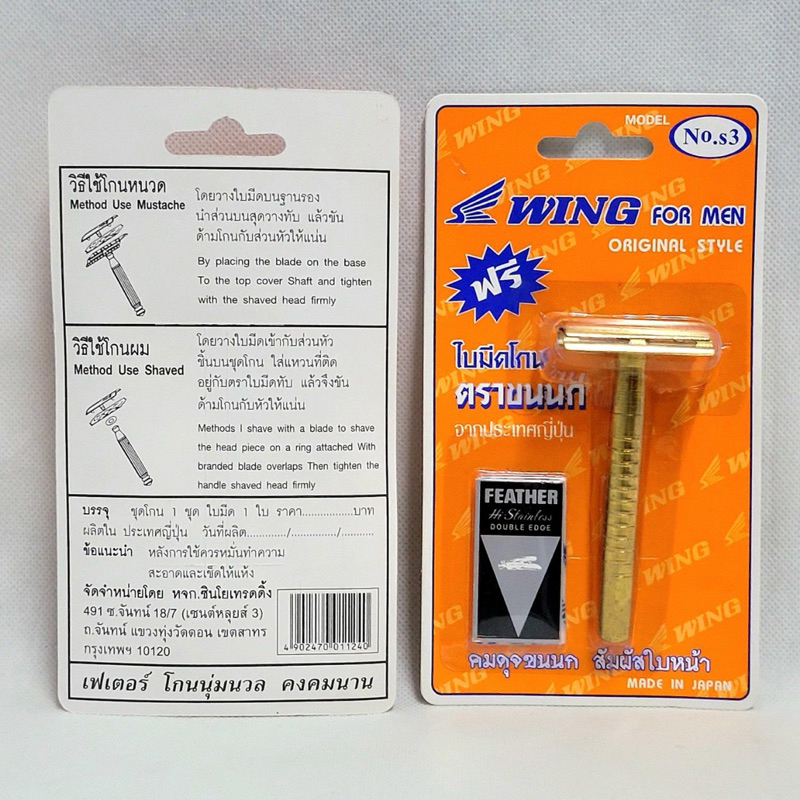 วิธีใช้โกนหนวด
Method Use Mustache
โดยวางใบมีดบนฐานรอง
นำส่วนบนสุดวางทับ แล้วขัน
ด้ามโกนกับส่วนหัวให้แน่น
By placing the blade on the base
To the top cover Shaft and tighten
with the shaved head firmly
วิธีใช้โกนผม
Method Use Shaved
โดยวางใบมีดเข้ากับส่วนหัว
ชิ้นบนชุดโกน ใส่แหวนที่ติด
อยู่กับตราใบมีดทับ แล้วจึงขัน
ด้ามโกนกับหัวให้แน่น
Methods I shave with a blade to shave
the head piece on a ring attached With
branded blade overlaps Then tighten the
handle shaved head firmly
บรรจุ ชุดโกน 1 ชุด ใบมีด 1 ใบ ราคา...............บาท
ผลิตใน ประเทศญี่ปุ่น วันที่ผลิต.........../.........../...........
ข้อแนะนำ หลังการใช้ควรหมั่นทำความ
สะอาดและเช็ดให้แห้ง
จัดจำหน่ายโดย หจก.ซินโยเทรดดิ้ง
491 ซ.จันทน์ 18/7 (เซนต์หลุยส์ 3)
ถ.จันทน์ แขวงทุ่งวัดดอน เขตสาทร
กรุงเทพฯ 10120
4 902470 011240
เฟเตอร์ โกนนุ่มนวล คงคมนาน
MODEL
No.s3
WING FOR MEN
ORIGINAL STYLE
ฟรี
ใบมีดโกน
ตราขนนก
จากประเทศญี่ปุ่น
FEATHER
Hi Stainless
DOUBLE EDGE
คมดุจขนนก สัมผัสใบหน้า
MADE IN JAPAN
WING
WING
WING
WING
WING
WING
WING